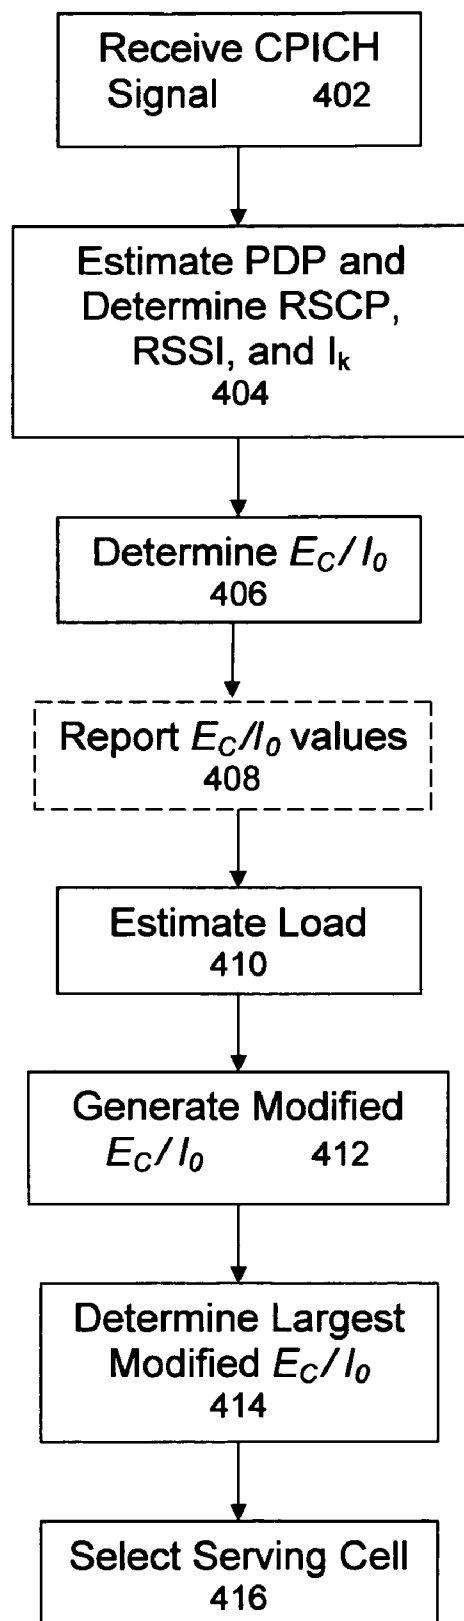 Receive CPICH
Signal 402
Estimate PDP and
Determine RSCP,
RSSI, and Ik
404
Determine EC/I0
406
Report EC/I0 values
408
Estimate Load
410
Generate Modified
EC/I0 412
Determine Largest
Modified EC/I0
414
Select Serving Cell
416